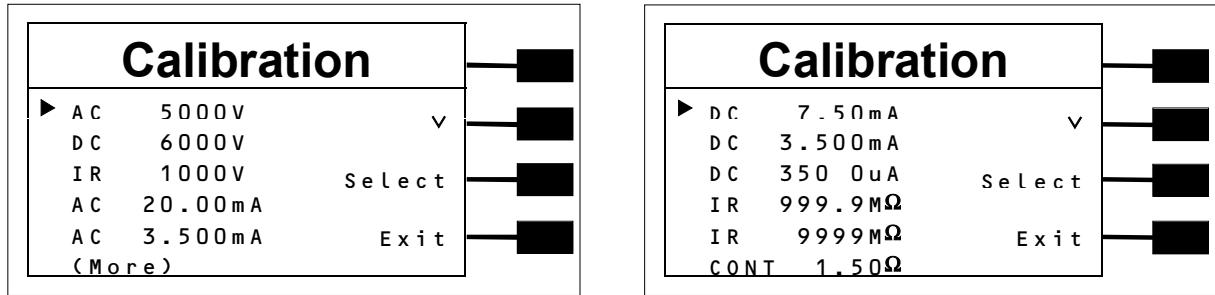 Calibration
AC 5000V
∨
DC 6000V
IR 1000V
Select
AC 20.00mA
AC 3.500mA
Exit
(More)
Calibration
DC 7.50mA
∨
DC 3.500mA
DC 350 0uA
Select
IR 999.9MΩ
IR 9999MΩ
Exit
CONT 1.50Ω